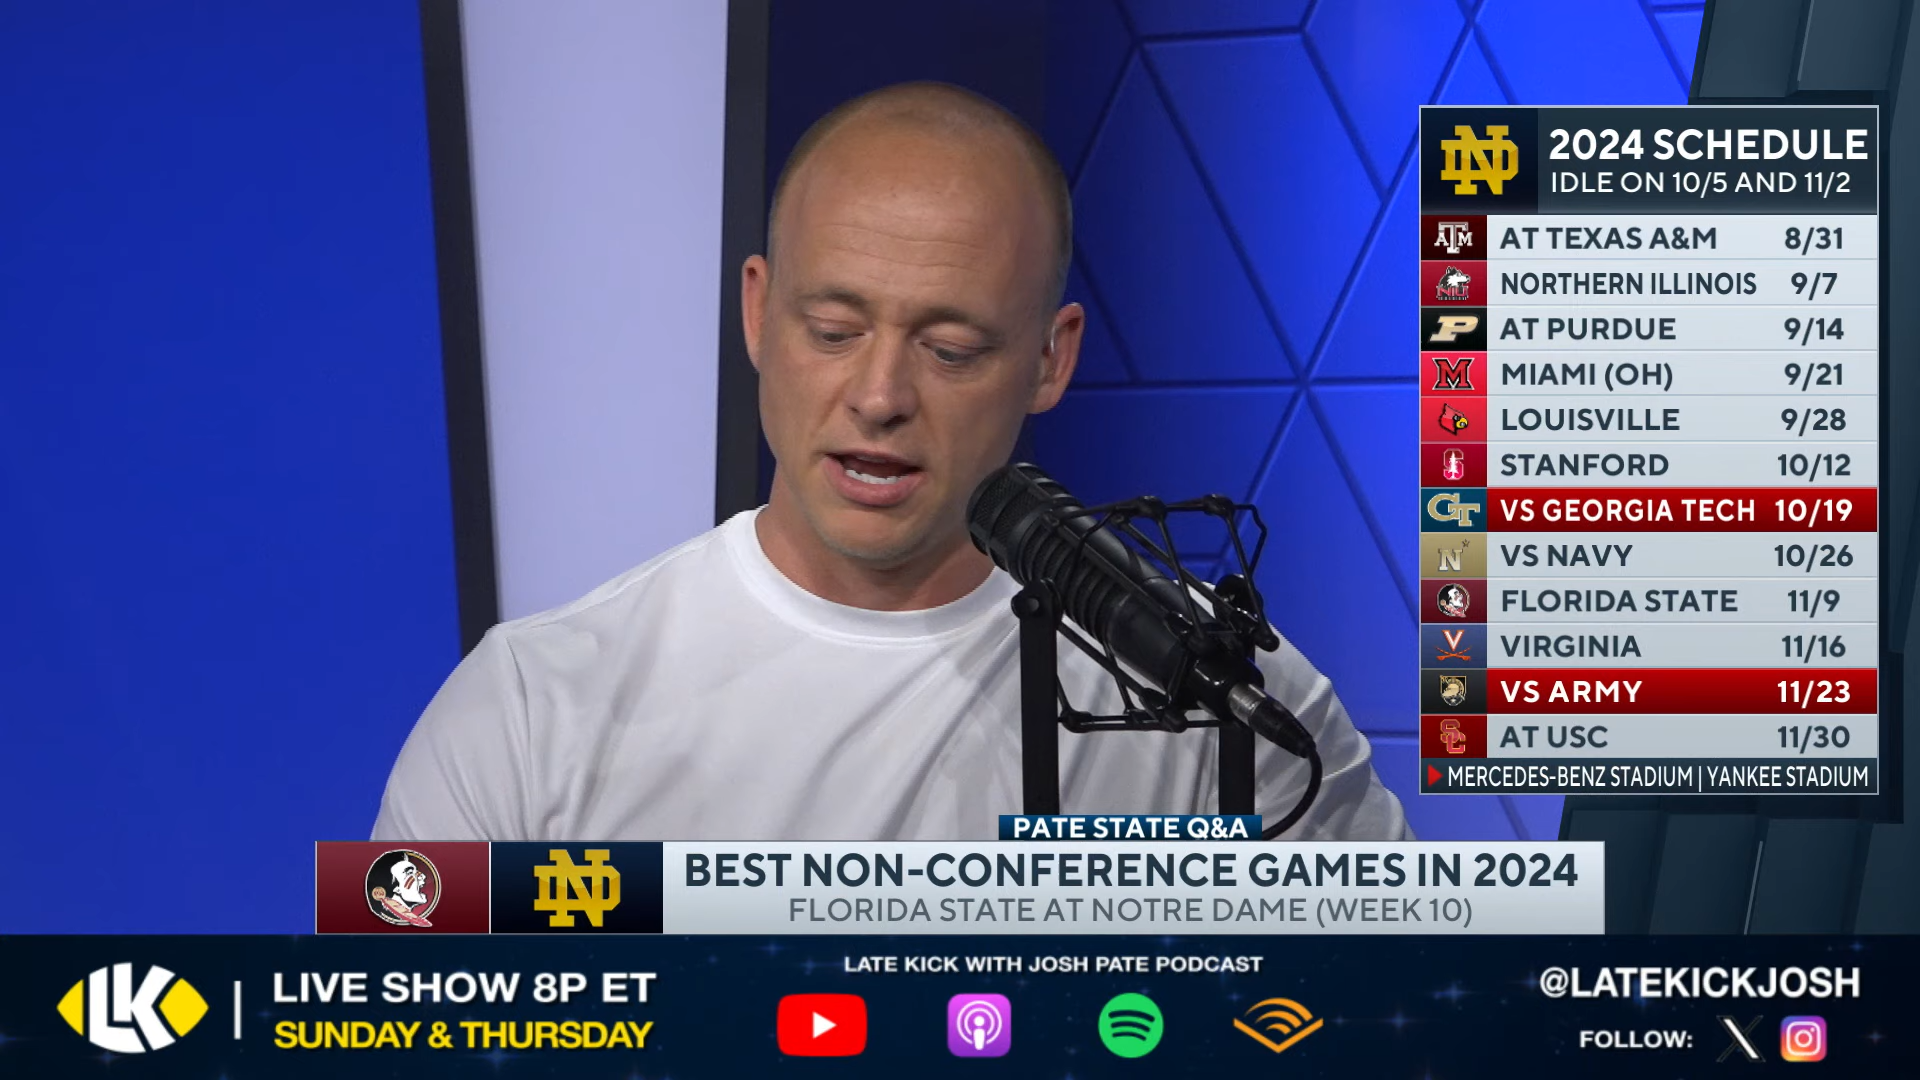 2024 SCHEDULE
IDLE ON 10/5 AND 11/2
AT TEXAS A&M 8/31
NORTHERN ILLINOIS 9/7
AT PURDUE 9/14
MIAMI (OH) 9/21
LOUISVILLE 9/28
STANFORD 10/12
VS GEORGIA TECH 10/19
VS NAVY 10/26
FLORIDA STATE 11/9
VIRGINIA 11/16
VS ARMY 11/23
AT USC 11/30
MERCEDES-BENZ STADIUM | YANKEE STADIUM
PATE STATE Q&A
BEST NON-CONFERENCE GAMES IN 2024
FLORIDA STATE AT NOTRE DAME (WEEK 10)
LK
LIVE SHOW 8P ET
SUNDAY & THURSDAY
LATE KICK WITH JOSH PATE PODCAST
@LATEKICKJOSH
FOLLOW: